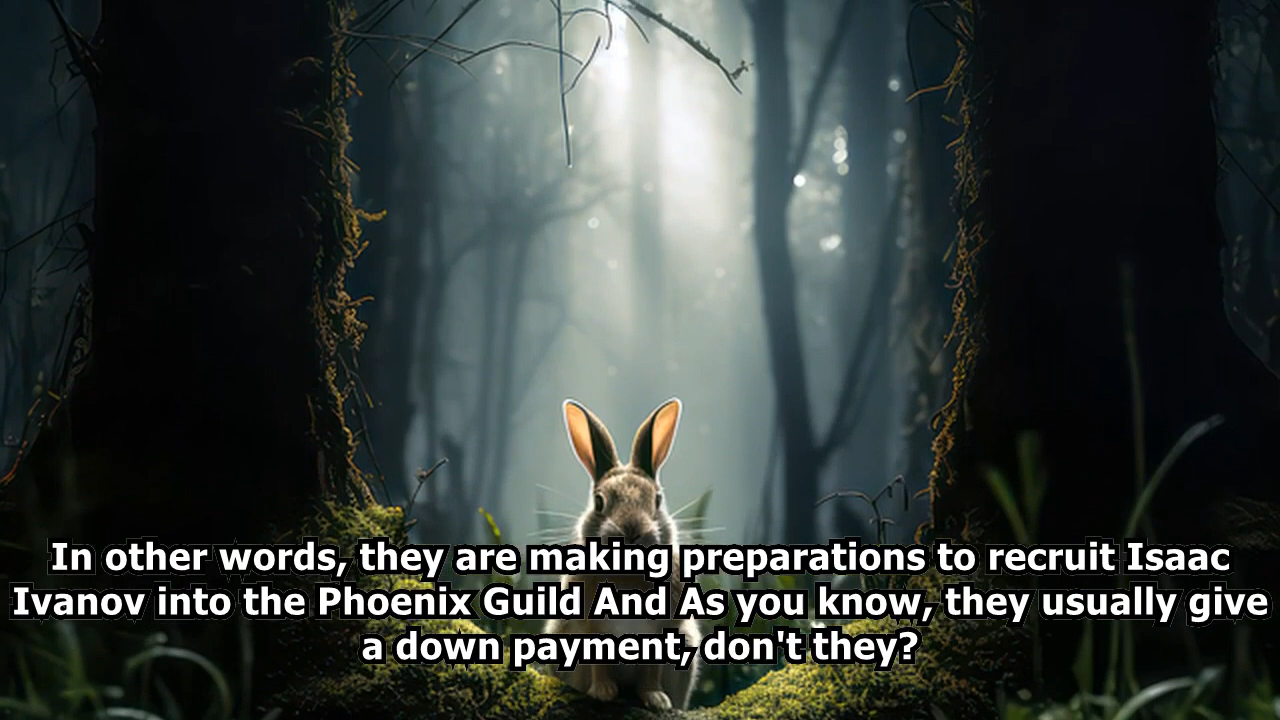 In other words, they are making preparations to recruit Isaac
Ivanov into the Phoenix Guild And As you know, they usually give
a down payment, don't they?